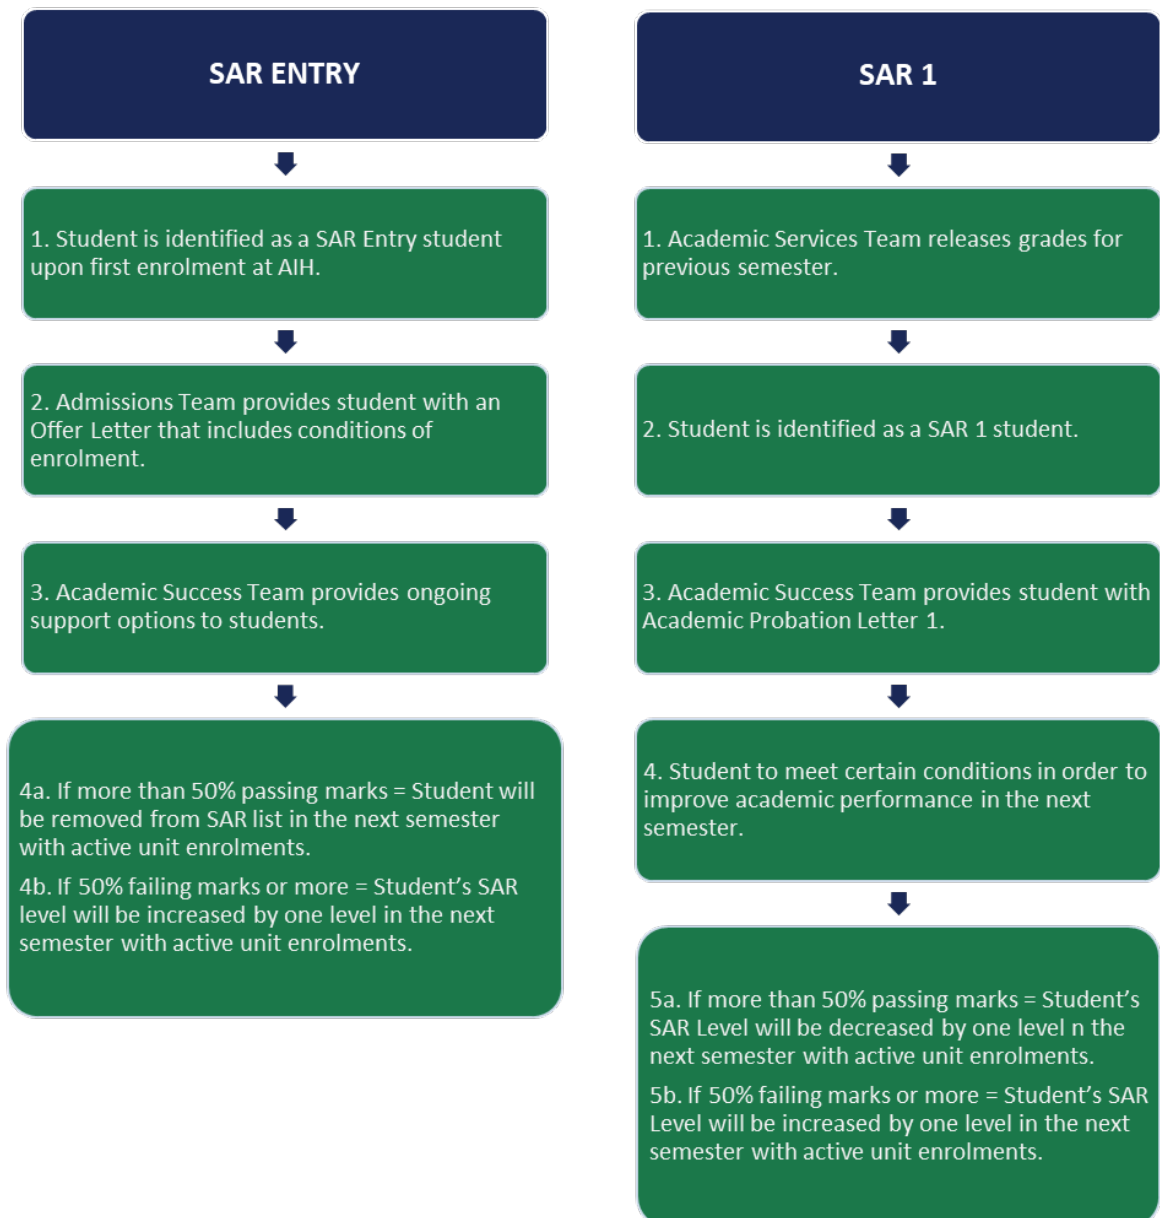 SAR ENTRY
1. Student is identified as a SAR Entry student
upon first enrolment at AIH.
2. Admissions Team provides student with an
Offer Letter that includes conditions of
enrolment.
3. Academic Success Team provides ongoing
support options to students.
4a. If more than 50% passing marks = Student will
be removed from SAR list in the next semester
with active unit enrolments.
4b. If 50% failing marks or more = Student’s SAR
level will be increased by one level in the next
semester with active unit enrolments.
SAR 1
1. Academic Services Team releases grades for
previous semester.
2. Student is identified as a SAR 1 student.
3. Academic Success Team provides student with
Academic Probation Letter 1.
4. Student to meet certain conditions in order to
improve academic performance in the next
semester.
5a. If more than 50% passing marks = Student’s
SAR Level will be decreased by one level n the
next semester with active unit enrolments.
5b. If 50% failing marks or more = Student’s SAR
Level will be increased by one level in the next
semester with active unit enrolments.